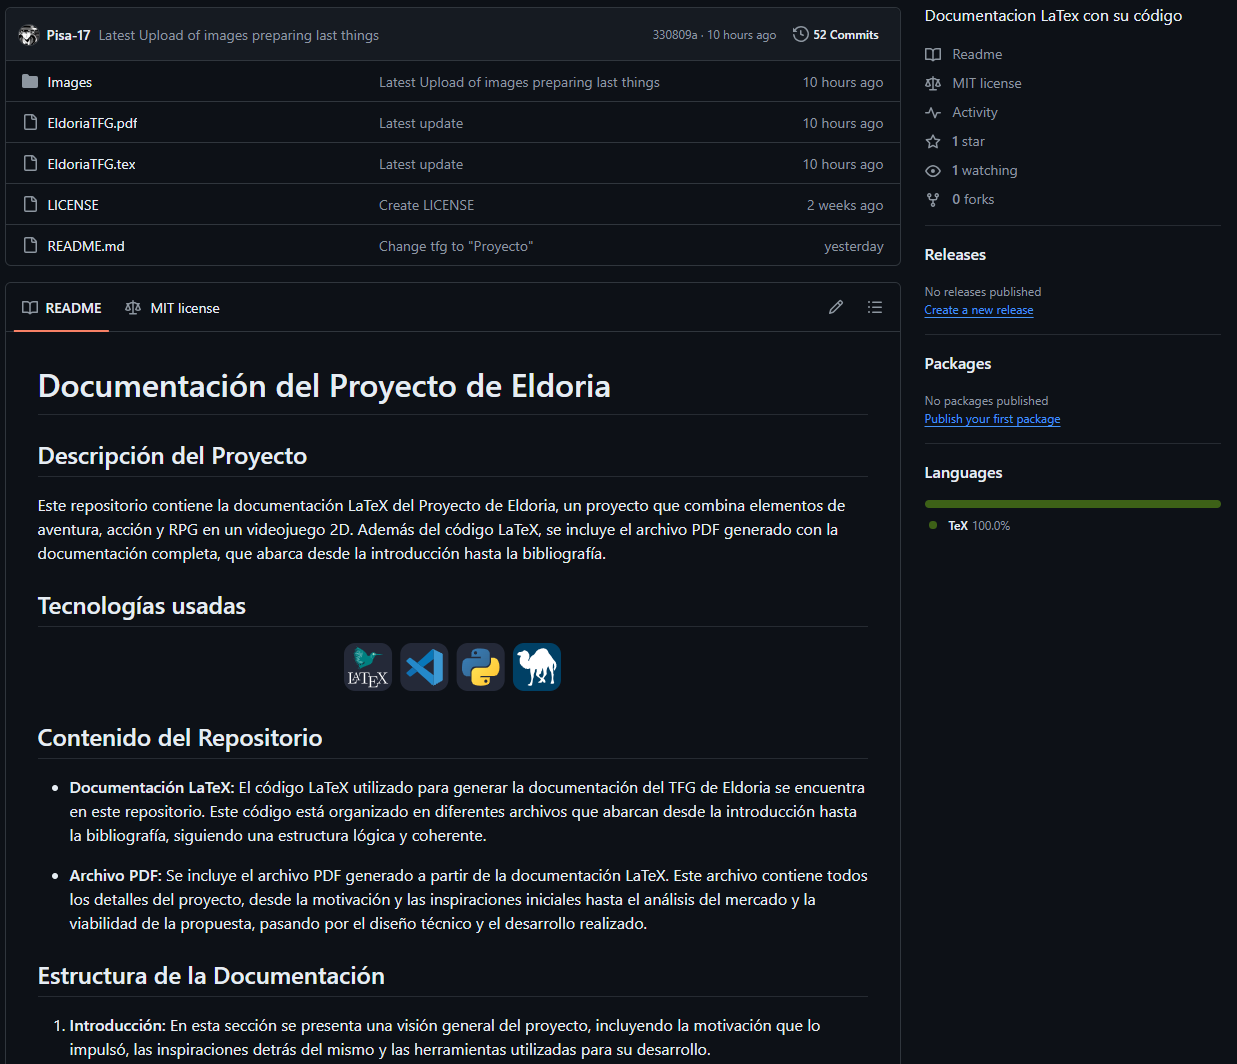 Pisa-17 Latest Upload of images preparing last things 330809a · 10 hours ago 52 Commits
Images Latest Upload of images preparing last things 10 hours ago
EldoriaTFG.pdf Latest update 10 hours ago
EldoriaTFG.tex Latest update 10 hours ago
LICENSE Create LICENSE 2 weeks ago
README.md Change tfg to "Proyecto" yesterday
README MIT license
Documentación del Proyecto de Eldoria
Descripción del Proyecto
Este repositorio contiene la documentación LaTeX del Proyecto de Eldoria, un proyecto que combina elementos de
aventura, acción y RPG en un videojuego 2D. Además del código LaTeX, se incluye el archivo PDF generado con la
documentación completa, que abarca desde la introducción hasta la bibliografía.
Tecnologías usadas
LATEX
Contenido del Repositorio
• Documentación LaTeX: El código LaTeX utilizado para generar la documentación del TFG de Eldoria se encuentra
en este repositorio. Este código está organizado en diferentes archivos que abarcan desde la introducción hasta
la bibliografía, siguiendo una estructura lógica y coherente.
• Archivo PDF: Se incluye el archivo PDF generado a partir de la documentación LaTeX. Este archivo contiene todos
los detalles del proyecto, desde la motivación y las inspiraciones iniciales hasta el análisis del mercado y la
viabilidad de la propuesta, pasando por el diseño técnico y el desarrollo realizado.
Estructura de la Documentación
1. Introducción: En esta sección se presenta una visión general del proyecto, incluyendo la motivación que lo
impulsó, las inspiraciones detrás del mismo y las herramientas utilizadas para su desarrollo.
Documentacion LaTex con su código
Readme
MIT license
Activity
1 star
1 watching
0 forks
Releases
No releases published
Create a new release
Packages
No packages published
Publish your first package
Languages
TeX 100.0%